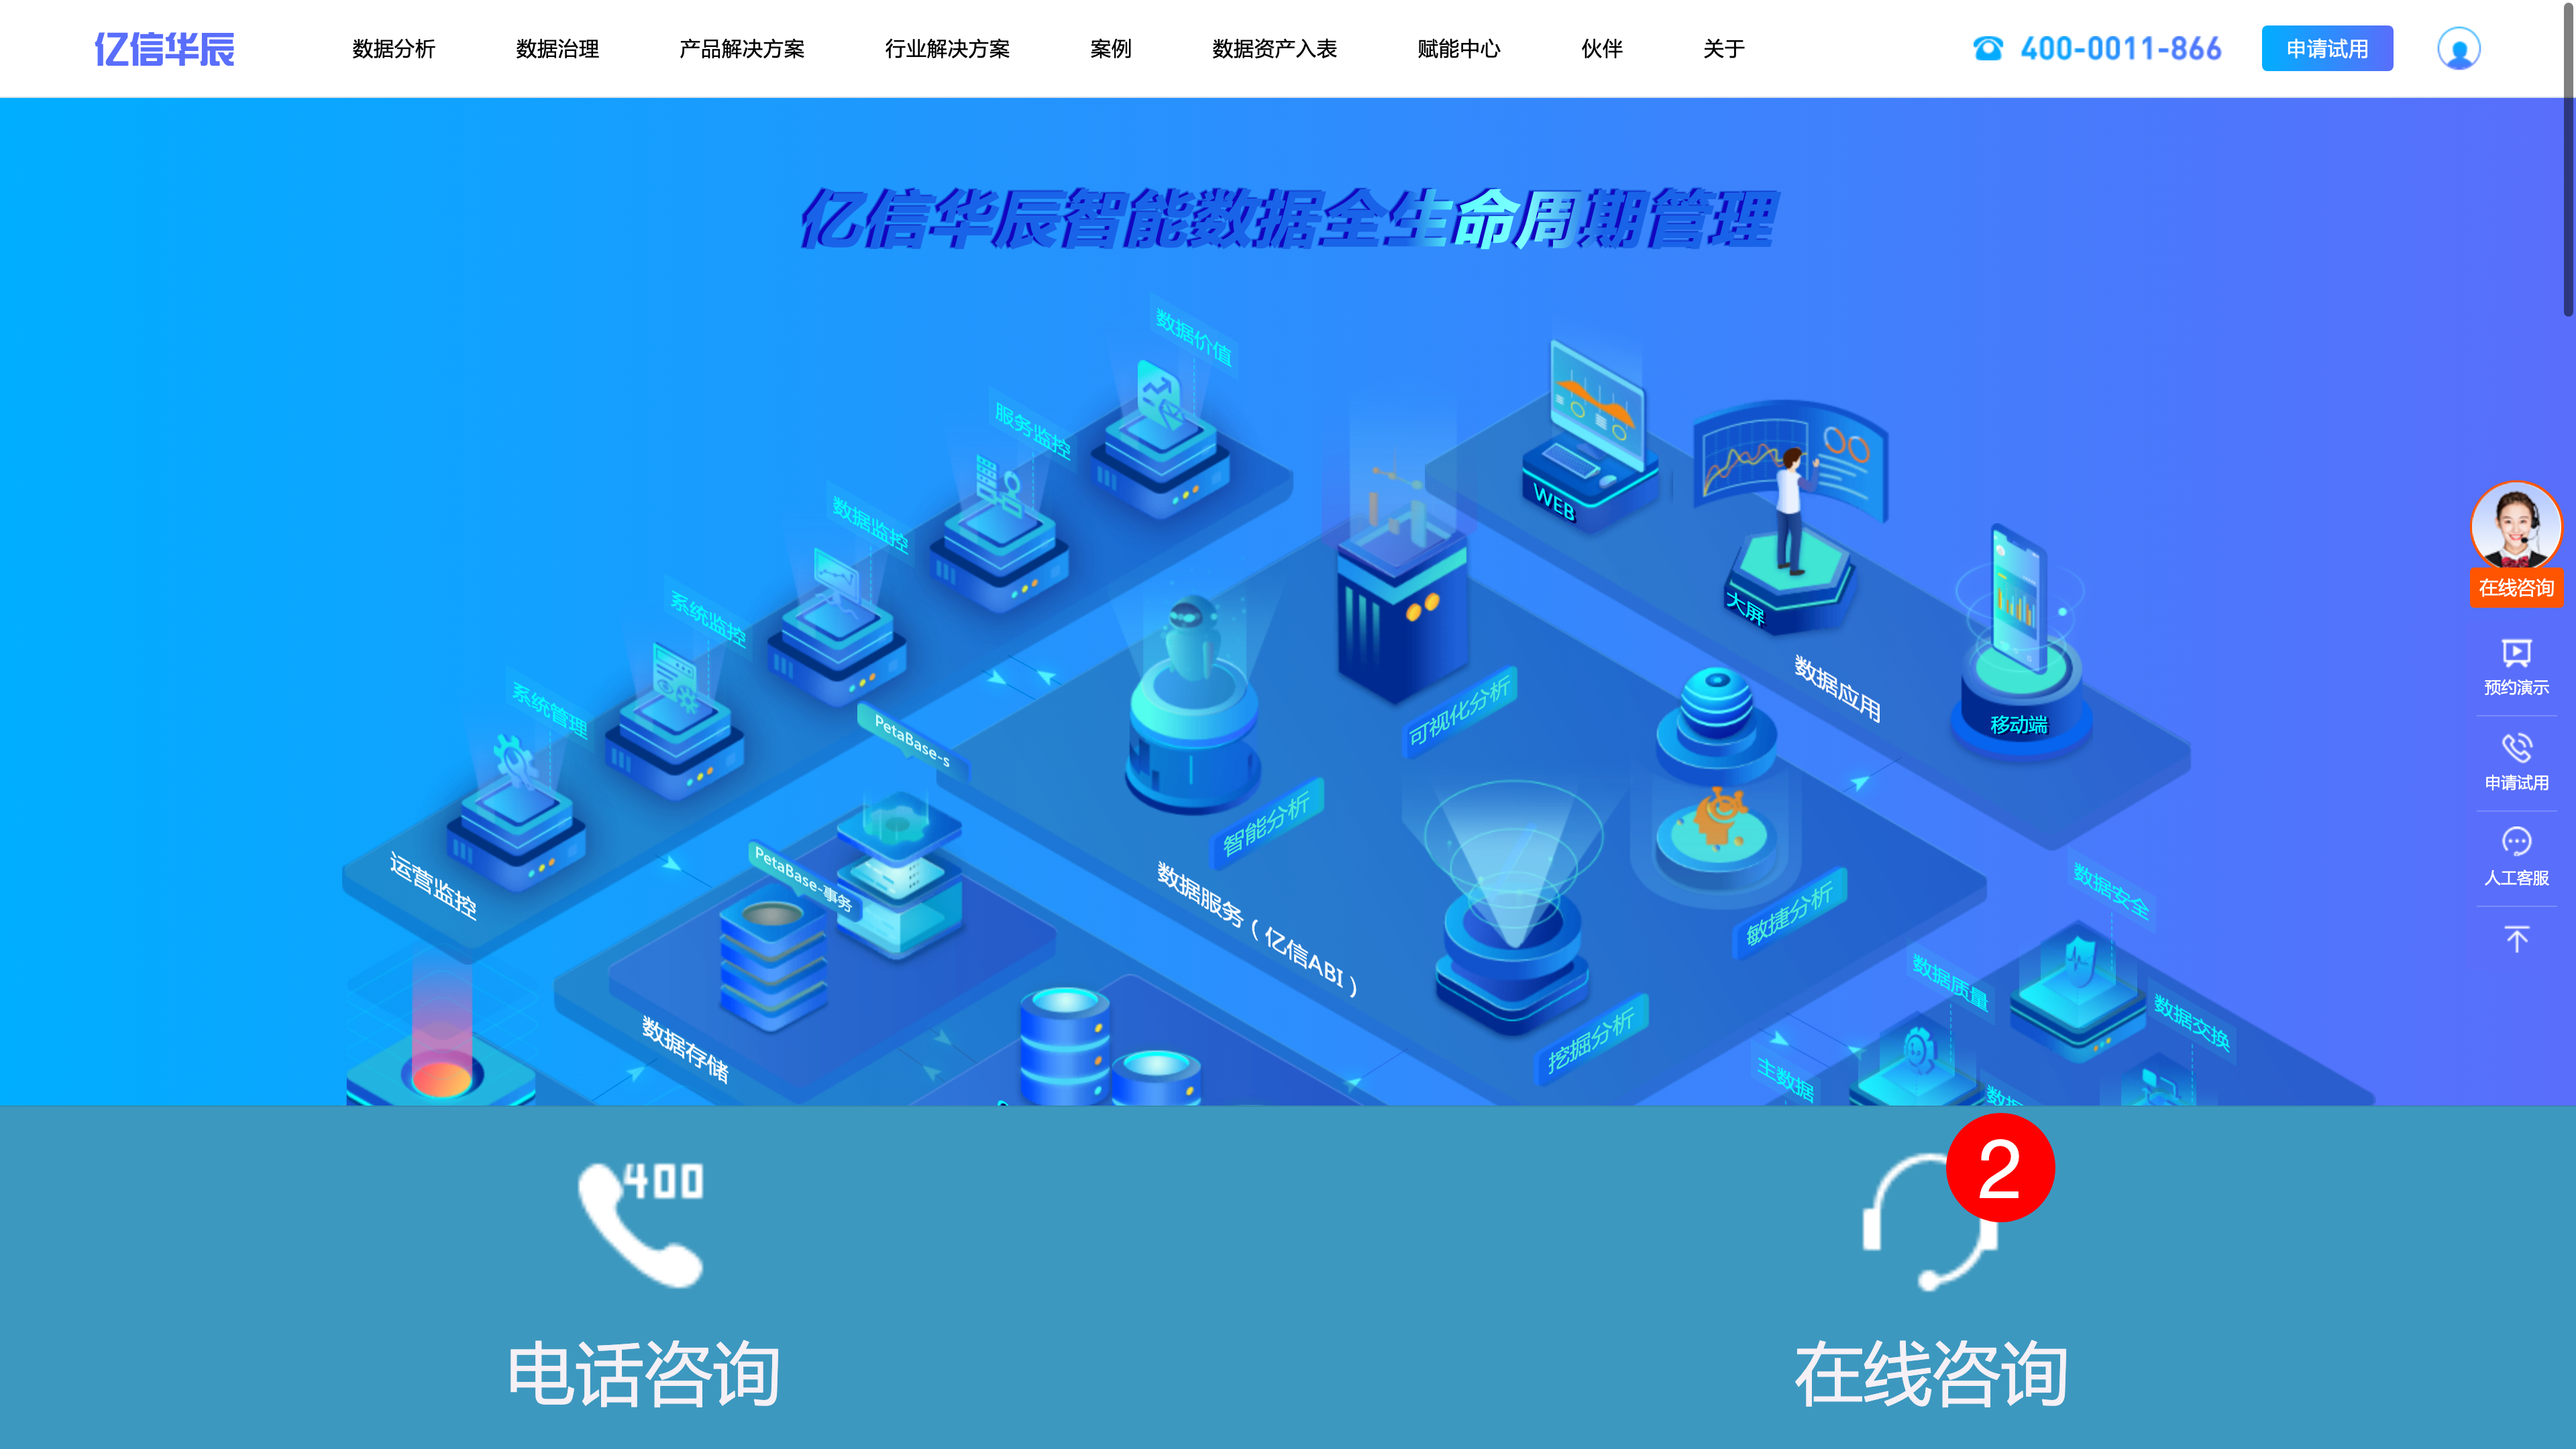 亿信华辰
数据分析
数据治理
产品解决方案
行业解决方案
案例
数据资产入表
赋能中心
伙伴
关于
400-0011-866
申请试用
亿信华辰智能数据全生命周期管理
数据价值
服务监控
数据监控
系统监控
系统管理
运营监控
WEB
大屏
移动端
数据应用
可视化分析
智能分析
敏捷分析
挖掘分析
数据服务（亿信ABI）
PetaBase-s
PetaBase-事务
数据存储
数据安全
数据质量
数据交换
主数据
在线咨询
预约演示
申请试用
人工客服
400
电话咨询
2
在线咨询